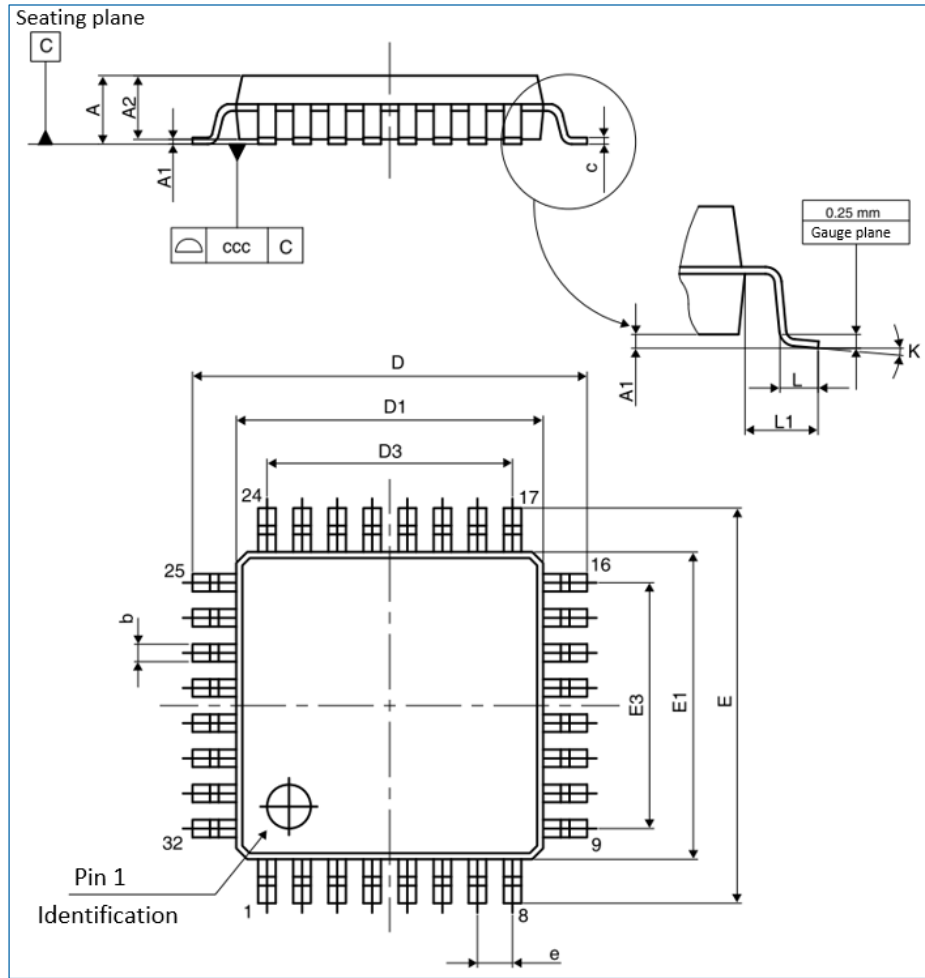 Seating plane
C
A
A2
A1
c
ccc
C
0.25 mm
Gauge plane
K
A1
L
L1
D
D1
D3
24
17
25
16
b
E3
E1
E
32
9
Pin 1
Identification
1
8
e